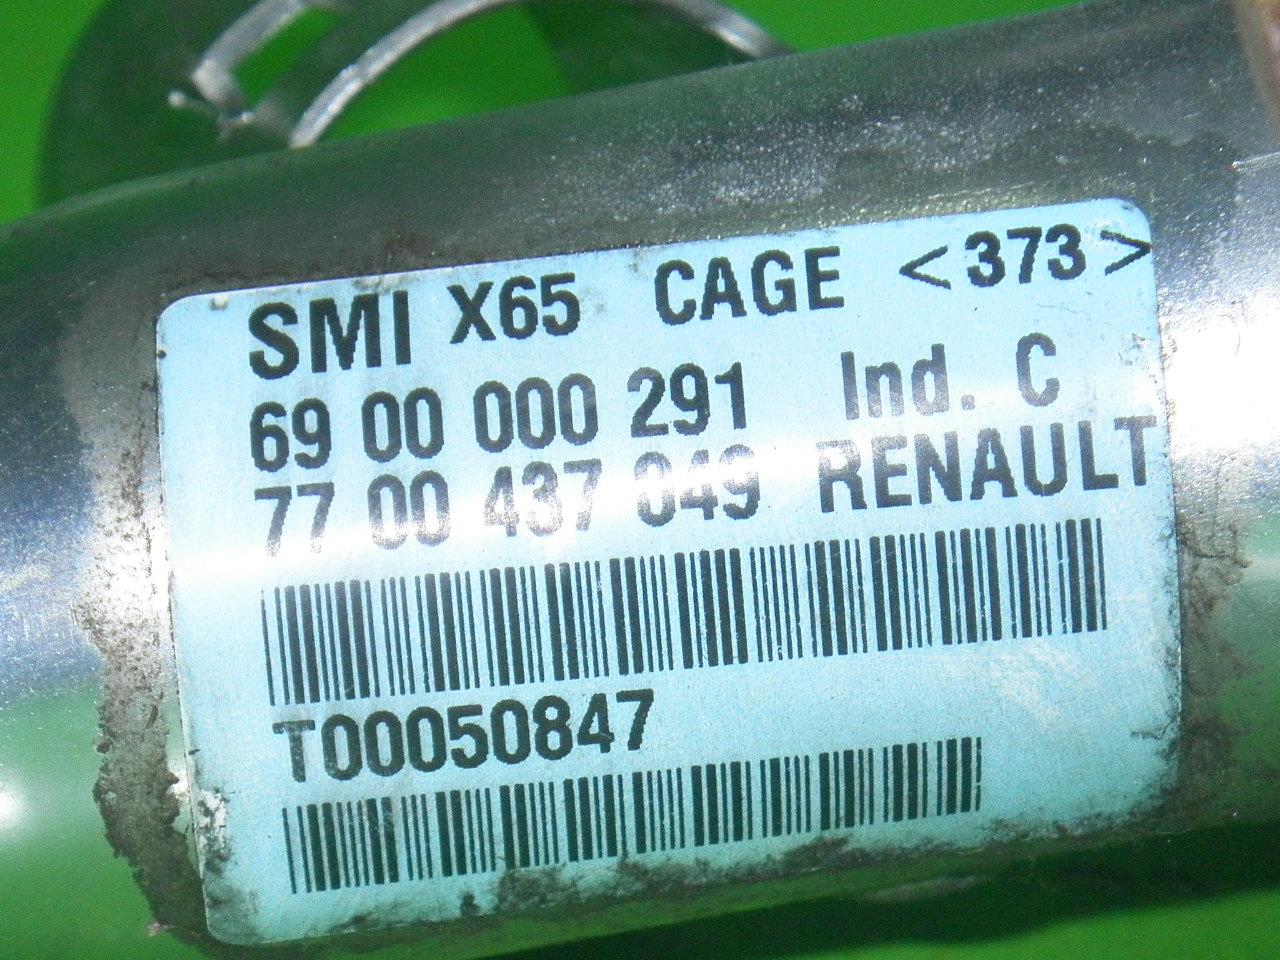 SMI X65 CAGE <373>
69 00 000 291 Ind. C
77 00 437 049 RENAULT
T00050847